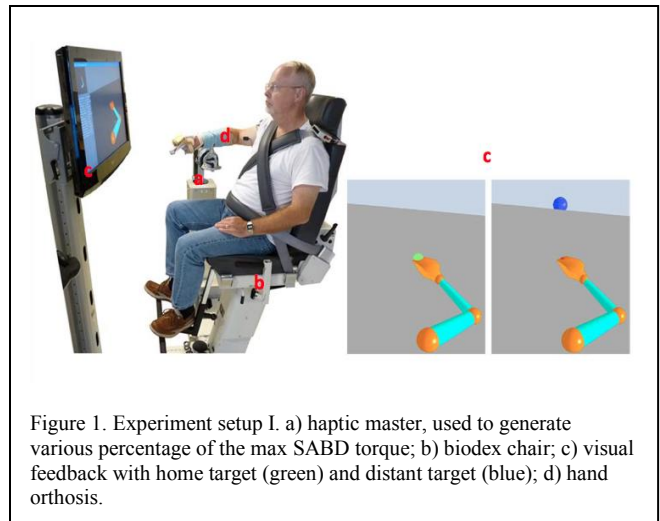 c
d
a
b
c
Figure 1. Experiment setup I. a) haptic master, used to generate
various percentage of the max SABD torque; b) biodex chair; c) visual
feedback with home target (green) and distant target (blue); d) hand
orthosis.